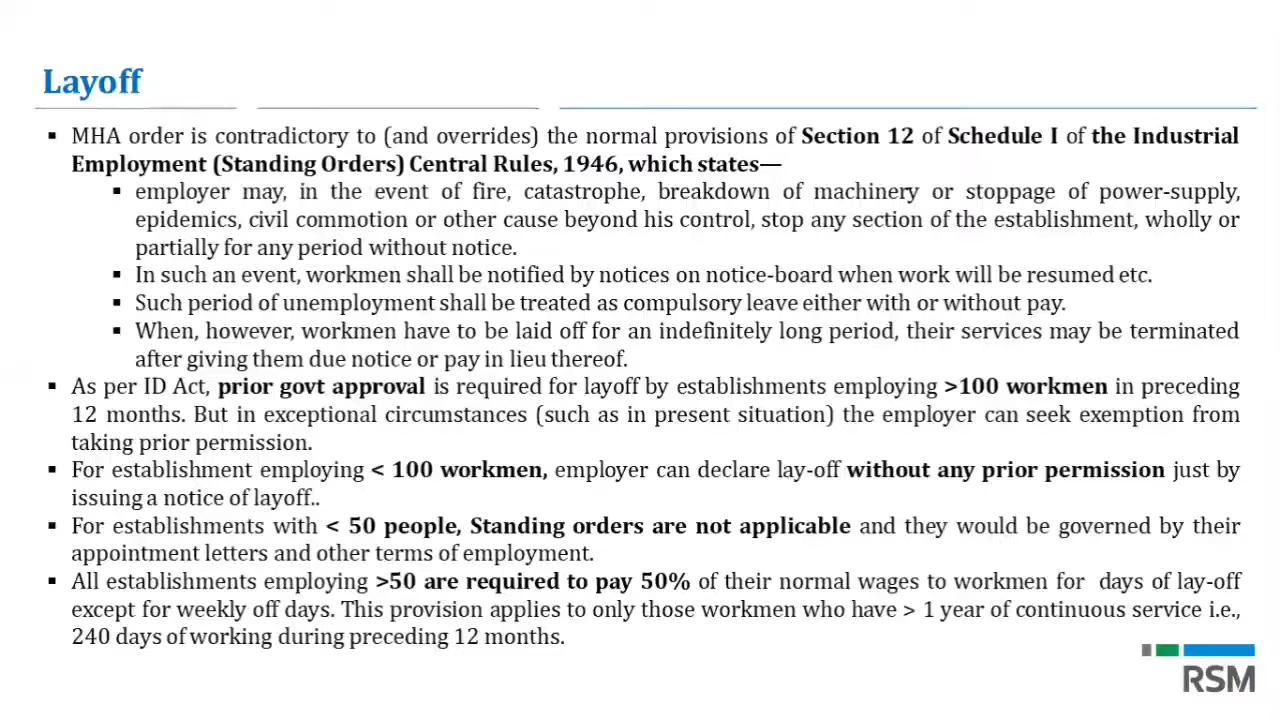 Layoff
▪ MHA order is contradictory to (and overrides) the normal provisions of Section 12 of Schedule I of the Industrial
Employment (Standing Orders) Central Rules, 1946, which states—
▪ employer may, in the event of fire, catastrophe, breakdown of machinery or stoppage of power-supply,
epidemics, civil commotion or other cause beyond his control, stop any section of the establishment, wholly or
partially for any period without notice.
▪ In such an event, workmen shall be notified by notices on notice-board when work will be resumed etc.
▪ Such period of unemployment shall be treated as compulsory leave either with or without pay.
▪ When, however, workmen have to be laid off for an indefinitely long period, their services may be terminated
after giving them due notice or pay in lieu thereof.
▪ As per ID Act, prior govt approval is required for layoff by establishments employing >100 workmen in preceding
12 months. But in exceptional circumstances (such as in present situation) the employer can seek exemption from
taking prior permission.
▪ For establishment employing < 100 workmen, employer can declare lay-off without any prior permission just by
issuing a notice of layoff..
▪ For establishments with < 50 people, Standing orders are not applicable and they would be governed by their
appointment letters and other terms of employment.
▪ All establishments employing >50 are required to pay 50% of their normal wages to workmen for days of lay-off
except for weekly off days. This provision applies to only those workmen who have > 1 year of continuous service i.e.,
240 days of working during preceding 12 months.
RSM